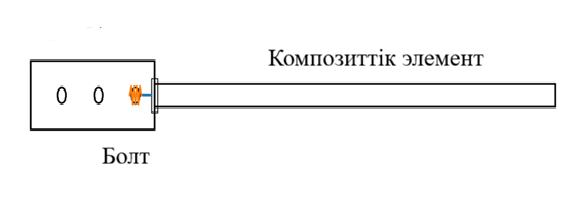 Композиттік элемент
Болт